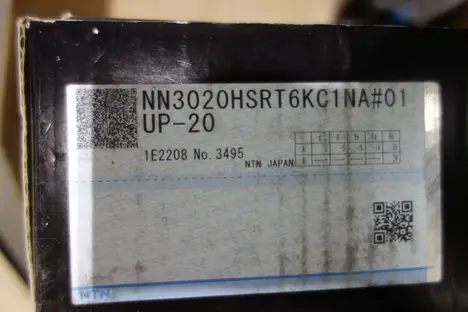 NN3020HSRT6KC1NA#01
UP-20
1E2208 No. 3495
NTN JAPAN
NTN